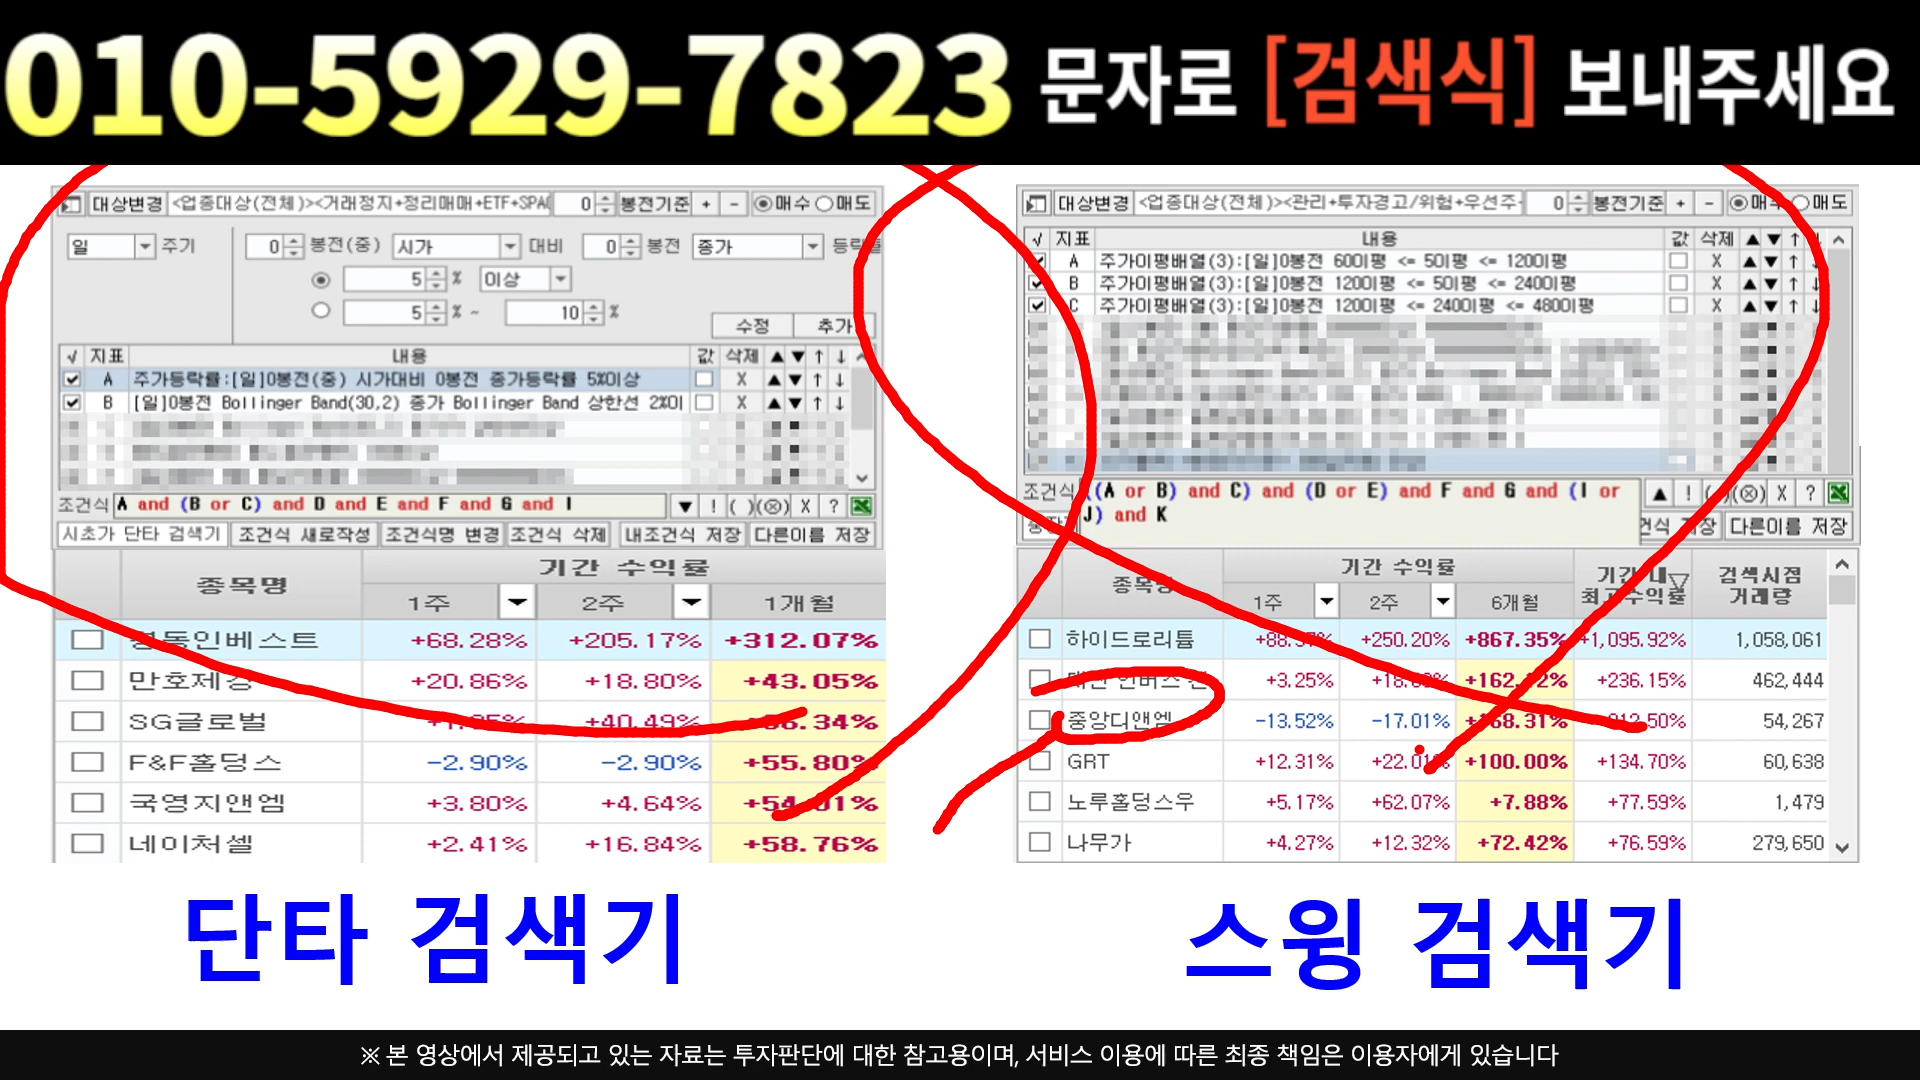 010-5929-7823 문자로 [검색식] 보내주세요
대상변경 <업종대상(전체)><거래정지+정리매매+ETF+SPA 0 봉전기준 + - 매수 매도
일 주기 0 봉전(중) 시가 대비 0 봉전 종가
5 % 이상
5 % ~ 10 %
수정 추가
√ 지표 내용 값 삭제 ▲ ▼ ↑ ↓
A 주가등락률:[일]0봉전(중) 시가대비 0봉전 종가등락률 5%이상 X ▲ ▼ ↑ ↓
B [일]0봉전 Bollinger Band(30,2) 종가 Bollinger Band 상한선 2%이 X ▲ ▼ ↑ ↓
조건식 A and (B or C) and D and E and F and G and I ▼ ! ( ) (⊗) X ?
시초가 단타 검색기 조건식 새로작성 조건식명 변경 조건식 삭제 내조건식 저장 다른이름 저장
종목명 기간 수익률
1주 2주 1개월
+68.28% +205.17% +312.07%
만호제강 +20.86% +18.80% +43.05%
SG글로벌 +40.49%
F&F홀딩스 -2.90% -2.90% +55.80%
국영지앤엠 +3.80% +4.64%
네이처셀 +2.41% +16.84% +58.76%
단타 검색기
대상변경 <업종대상(전체)><관리+투자경고/위험+우선주+ 0 봉전기준 + - 매수 매도
√ 지표 내용 값 삭제 ▲ ▼ ↑
A 주가이평배열(3):[일]0봉전 60이평 <= 5이평 <= 120이평 X ▲ ▼ ↑
B 주가이평배열(3):[일]0봉전 120이평 <= 5이평 <= 240이평 X ▲ ▼ ↑ ↓
C 주가이평배열(3):[일]0봉전 120이평 <= 240이평 <= 480이평 X ▲ ▼ ↑ ↓
조건식 ((A or B) and C) and (D or E) and F and G and (I or
J) and K
▲ ! ( ) (⊗) X ?
저장 다른이름 저장
종목명 기간 수익률 기간 내 최고수익률 검색시점 거래량
1주 2주 6개월
하이드로리튬 +250.20% +867.35% +1,095.92% 1,058,061
+3.25% +236.15% 462,444
중앙디앤엠 -13.52% -17.01% 54,267
GRT +12.31% +100.00% +134.70% 60,638
노루홀딩스우 +5.17% +62.07% +7.88% +77.59% 1,479
나무가 +4.27% +12.32% +72.42% +76.59% 279,650
스윙 검색기
※ 본 영상에서 제공되고 있는 자료는 투자판단에 대한 참고용이며, 서비스 이용에 따른 최종 책임은 이용자에게 있습니다